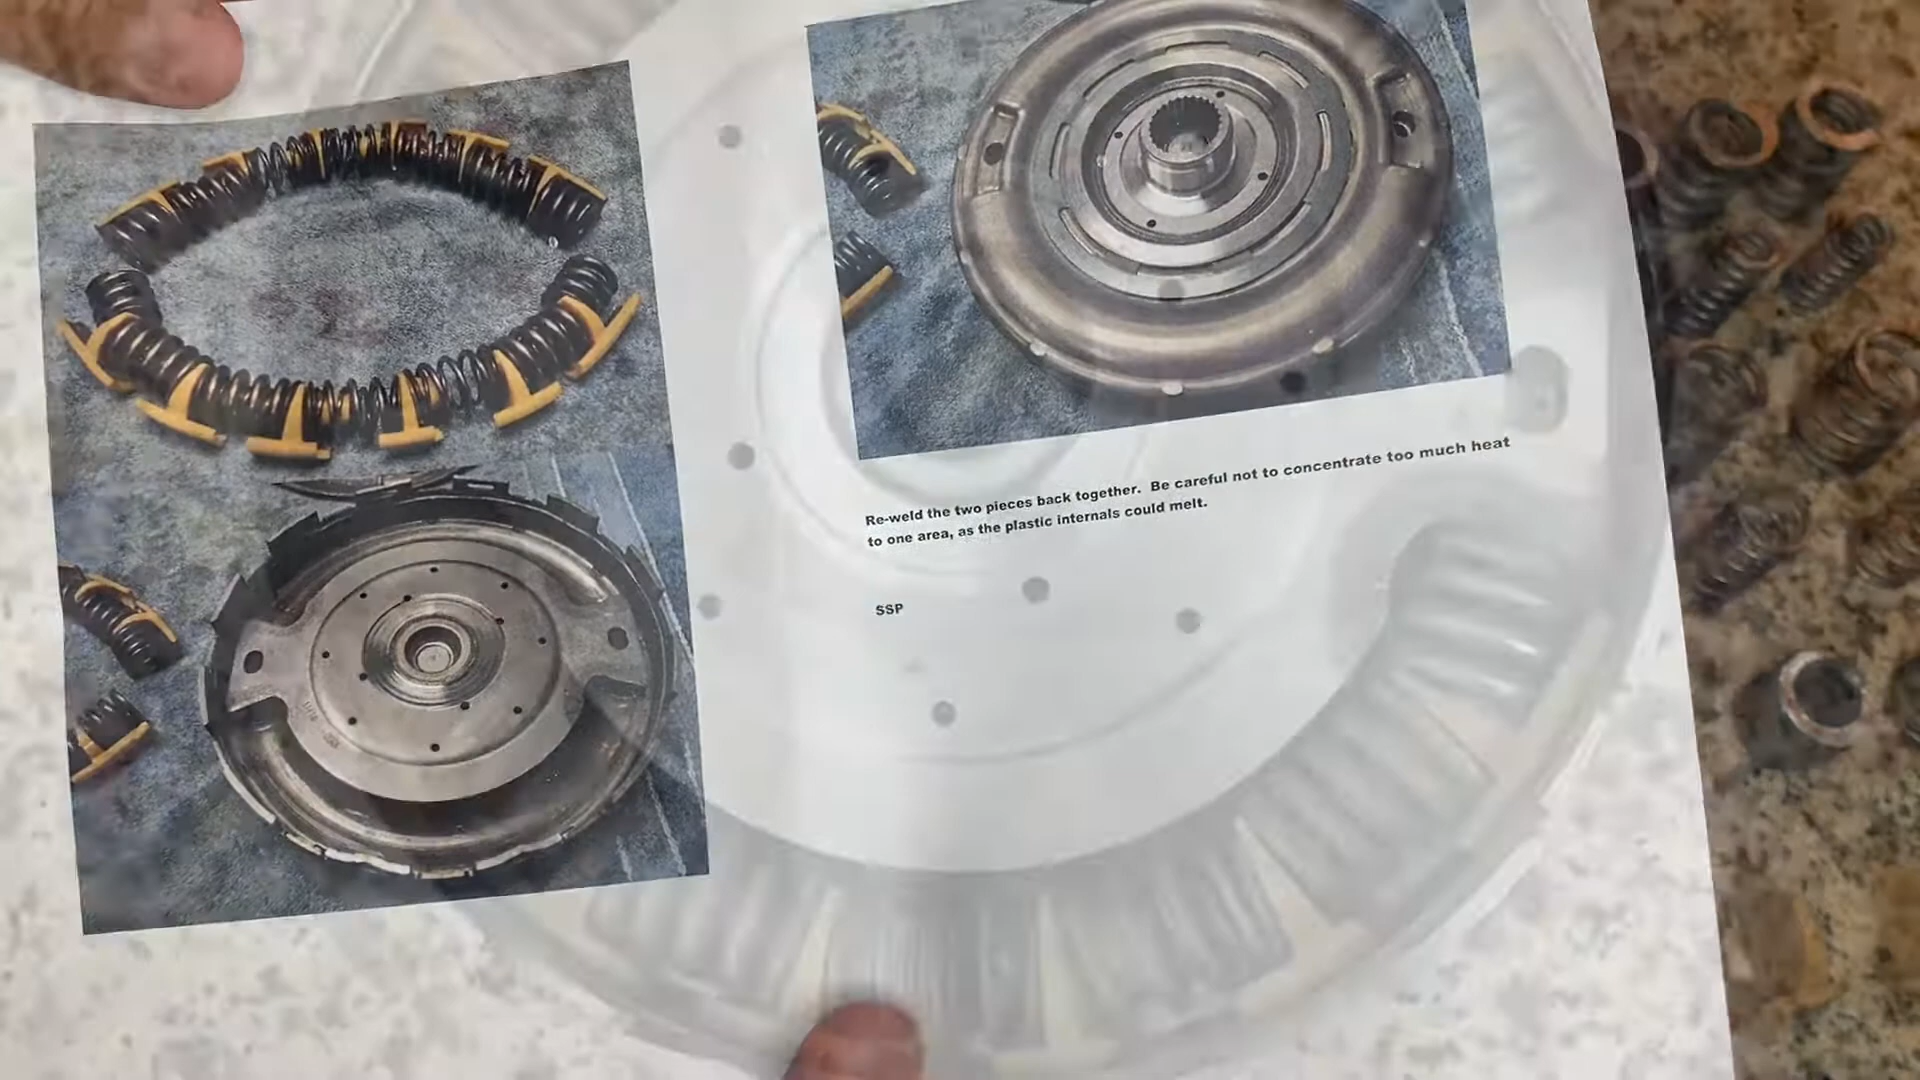 Re-weld the two pieces back together. Be careful not to concentrate too much heat
to one area, as the plastic internals could melt.
SSP